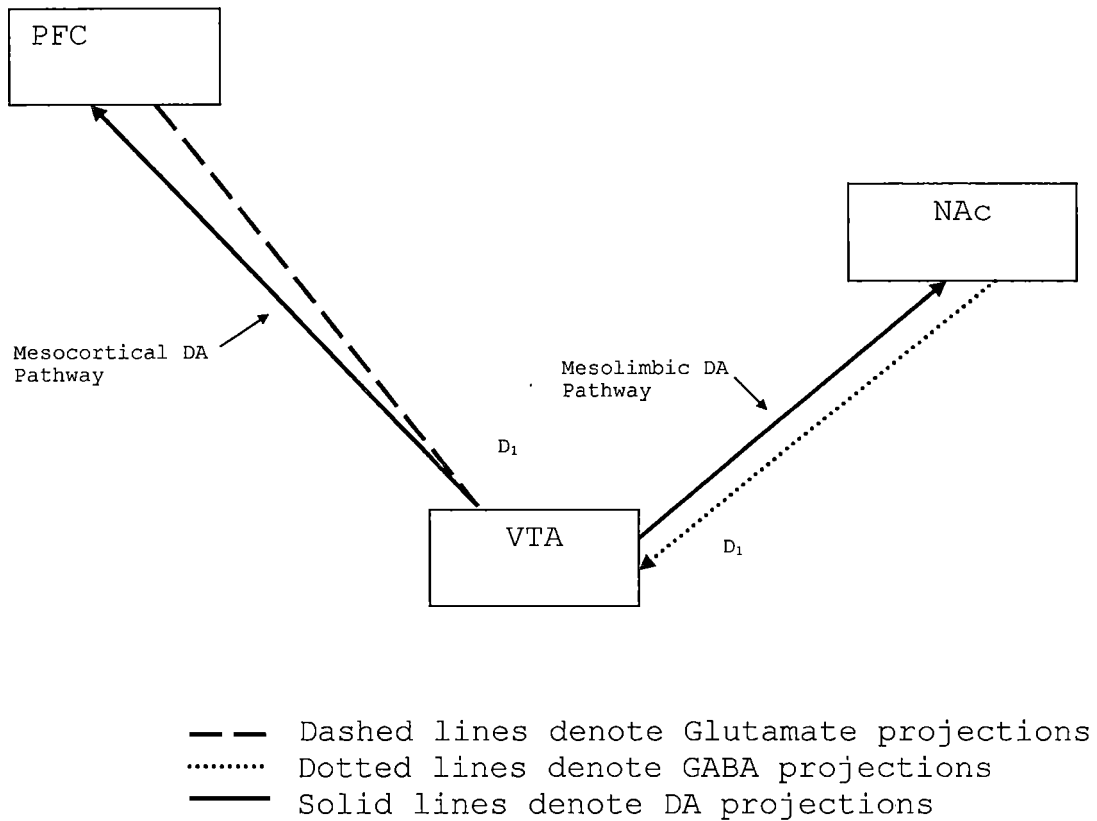 PFC
NAc
Mesocortical DA
Pathway
Mesolimbic DA
Pathway
D₁
VTA
D₁
Dashed lines denote Glutamate projections
Dotted lines denote GABA projections
Solid lines denote DA projections